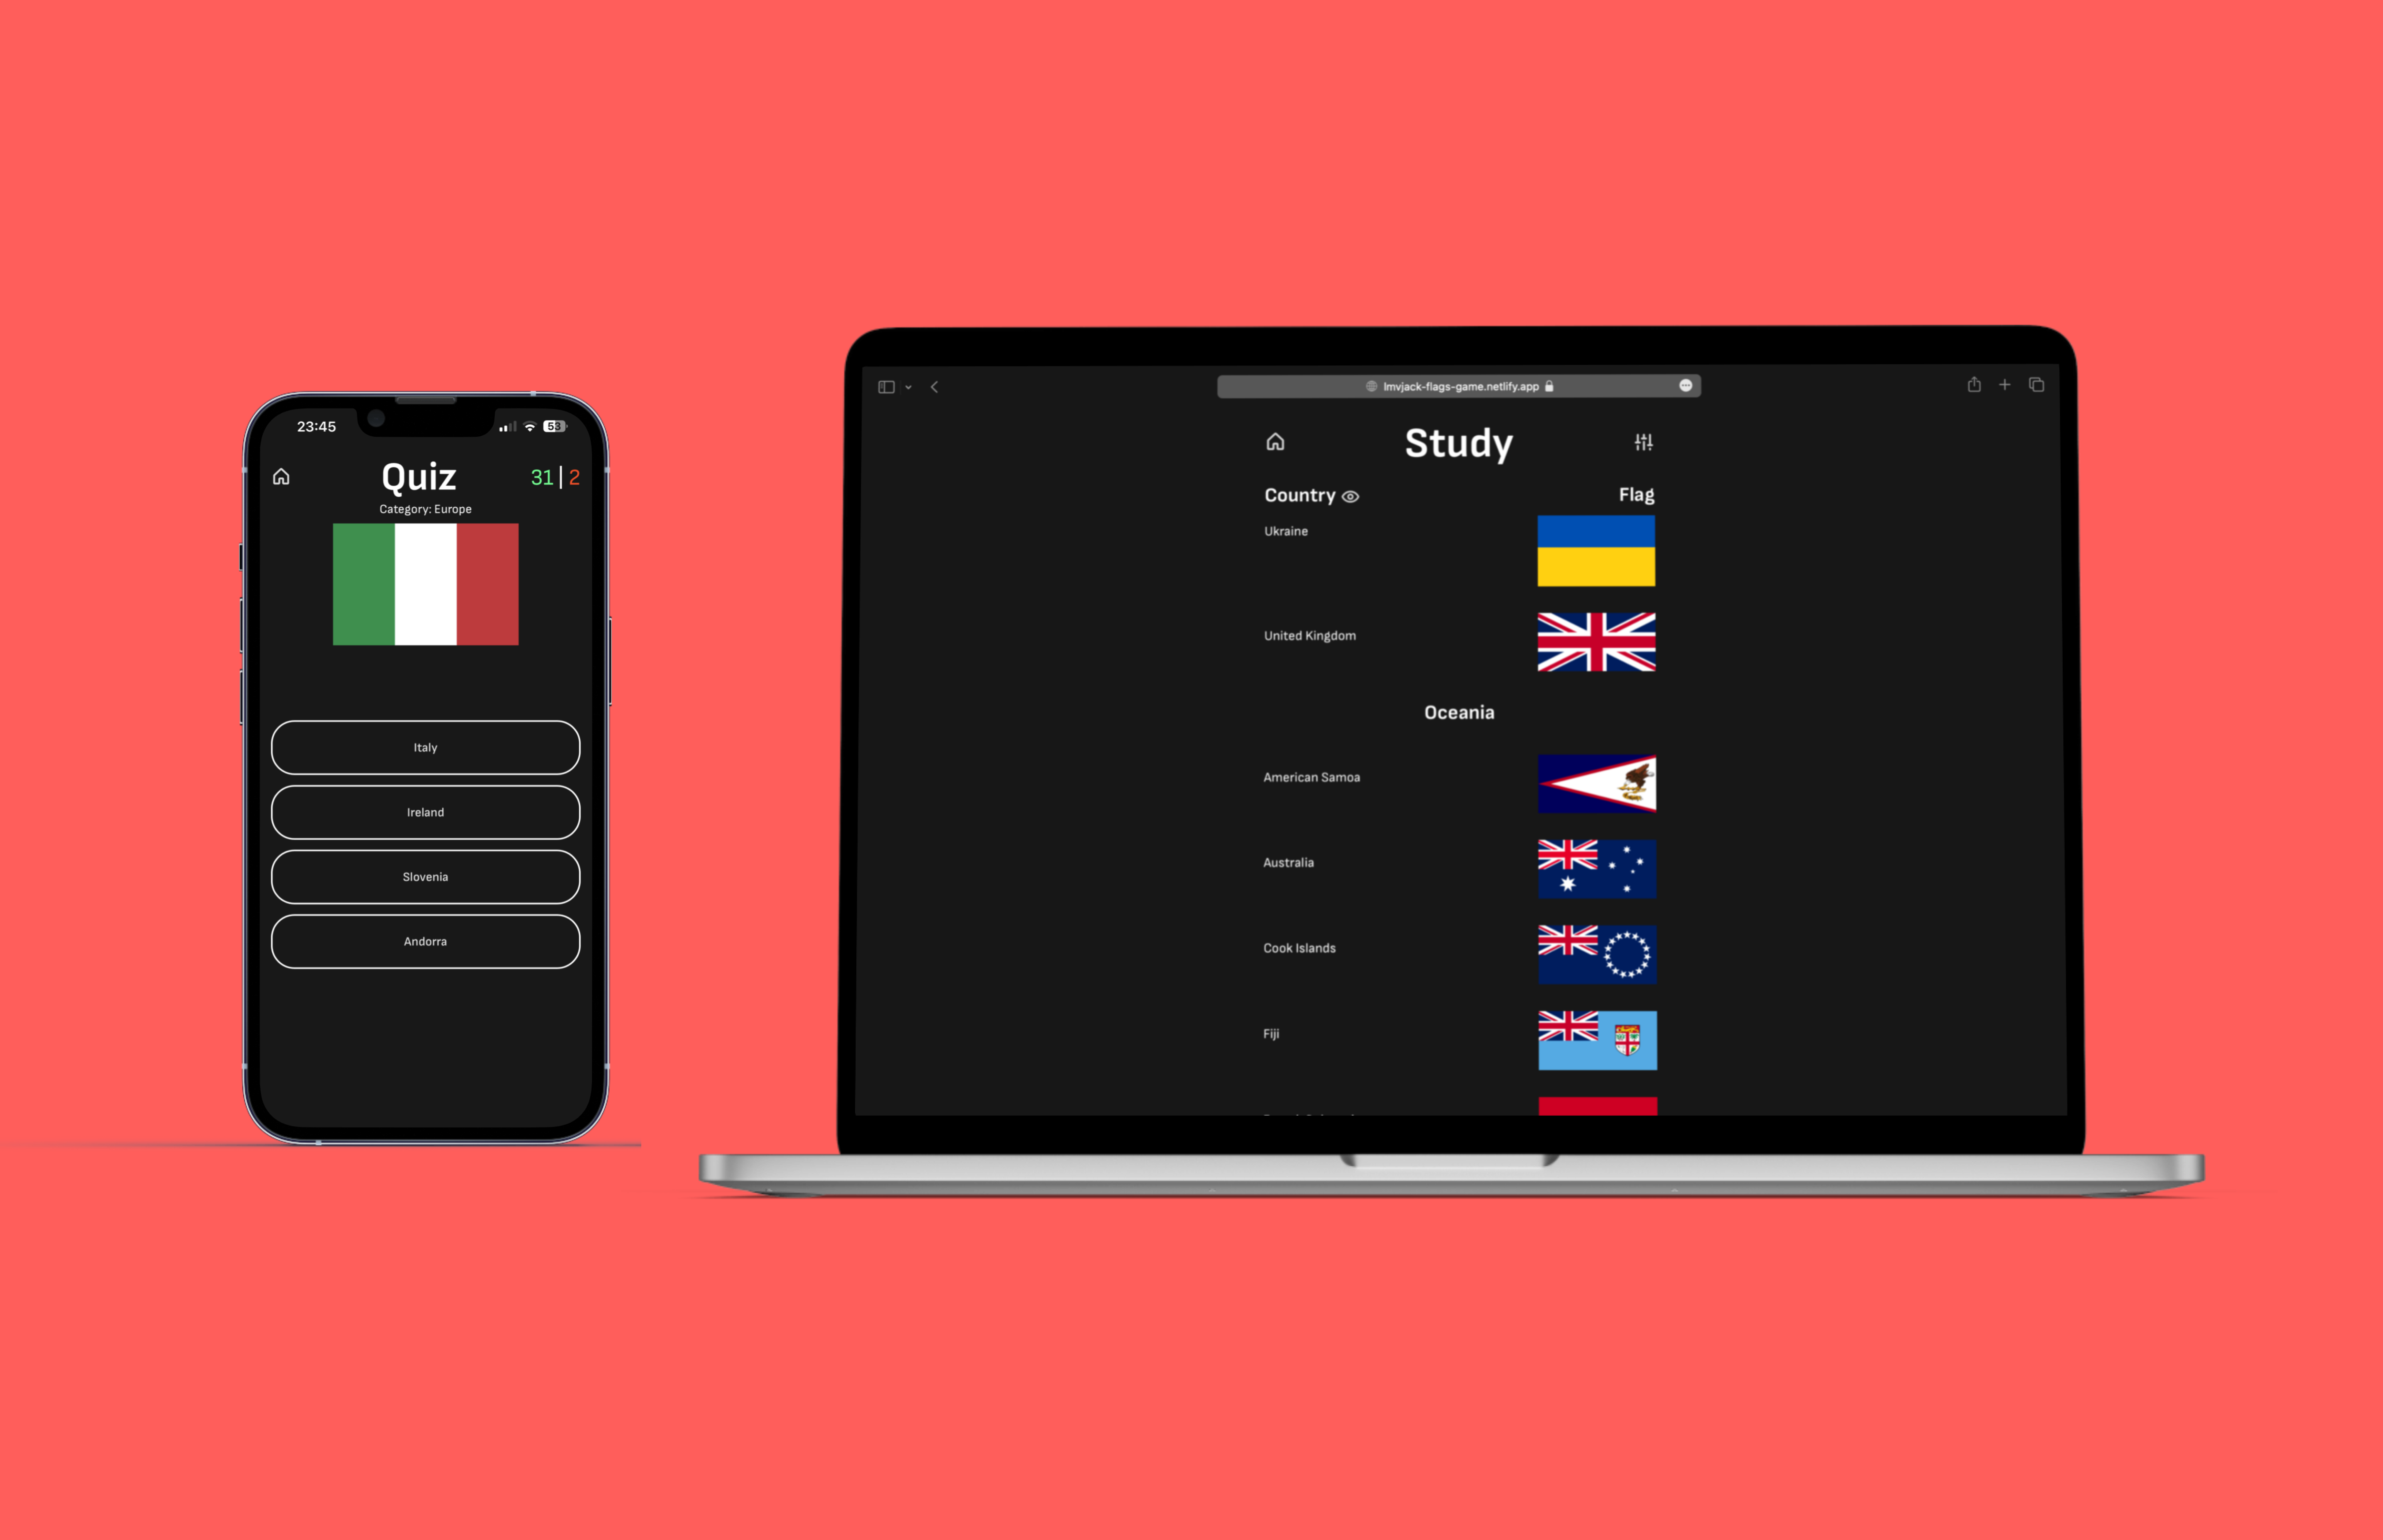 23:45
53
Quiz
31|2
Category: Europe
Italy
Ireland
Slovenia
Andorra
lmvjack-flags-game.netlify.app
Study
Country
Flag
Ukraine
United Kingdom
Oceania
American Samoa
Australia
Cook Islands
Fiji